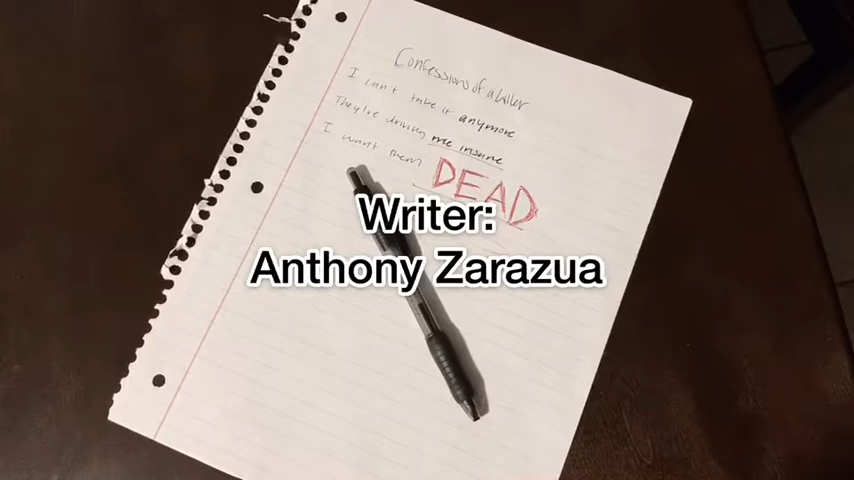 Confessions of a killer
I can't take it anymore
They're driving me insane
I want them DEAD
Writer:
Anthony Zarazua